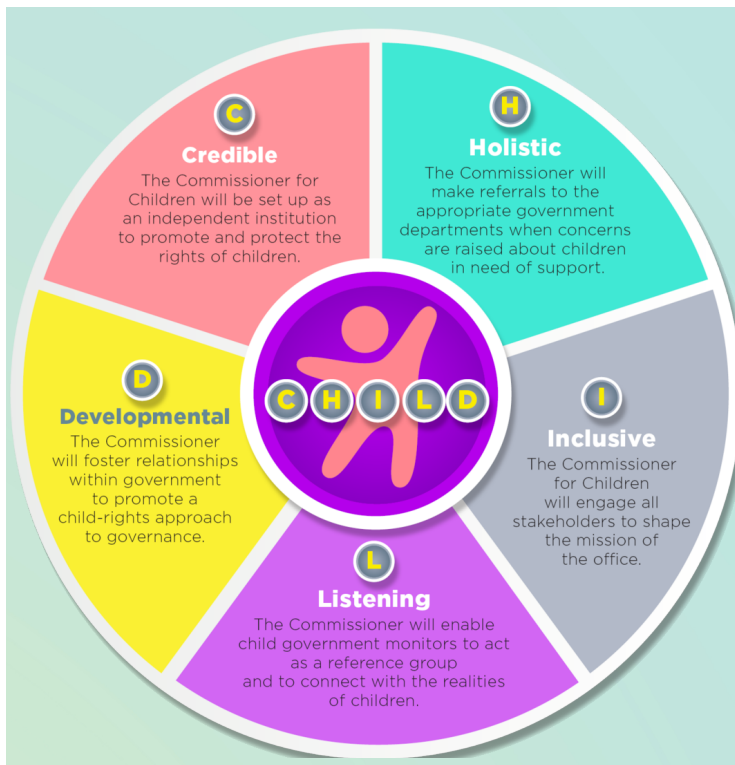 C
Credible
The Commissioner for
Children will be set up as
an independent institution
to promote and protect the
rights of children.
H
Holistic
The Commissioner will
make referrals to the
appropriate government
departments when concerns
are raised about children
in need of support.
I
Inclusive
The Commissioner
for Children
will engage all
stakeholders to shape
the mission of
the office.
L
Listening
The Commissioner will enable
child government monitors to act
as a reference group
and to connect with the realities
of children.
D
Developmental
The Commissioner
will foster relationships
within government
to promote a
child-rights approach
to governance.
CHILD